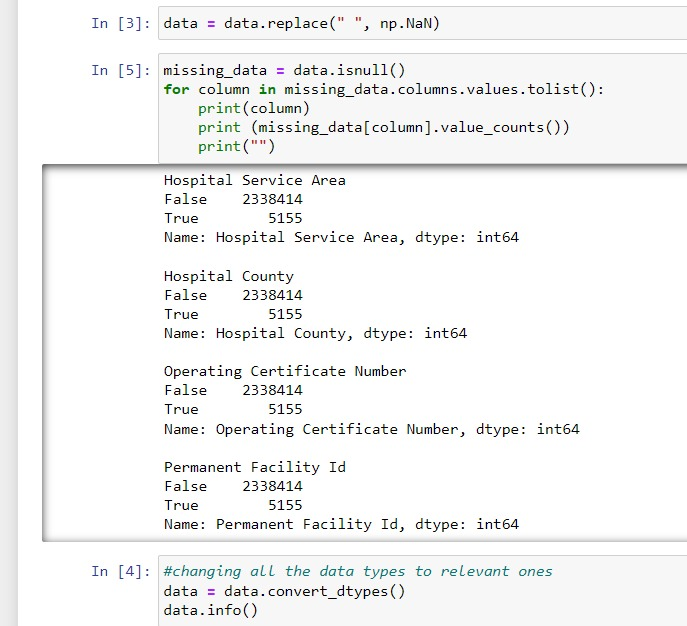 In [3]: data = data.replace(" ", np.NaN)
In [5]: missing_data = data.isnull()
for column in missing_data.columns.values.tolist():
    print(column)
    print (missing_data[column].value_counts())
    print("")
Hospital Service Area
False    2338414
True        5155
Name: Hospital Service Area, dtype: int64
Hospital County
False    2338414
True        5155
Name: Hospital County, dtype: int64
Operating Certificate Number
False    2338414
True        5155
Name: Operating Certificate Number, dtype: int64
Permanent Facility Id
False    2338414
True        5155
Name: Permanent Facility Id, dtype: int64
In [4]: #changing all the data types to relevant ones
data = data.convert_dtypes()
data.info()